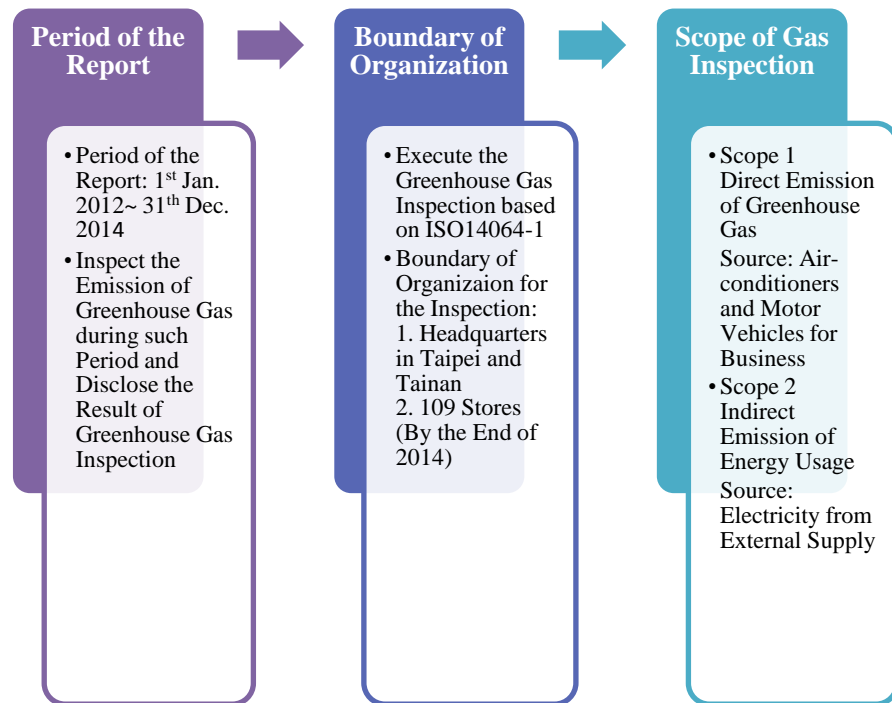 Period of the
Report
• Period of the
Report: 1st Jan.
2012~ 31th Dec.
2014
• Inspect the
Emission of
Greenhouse Gas
during such
Period and
Disclose the
Result of
Greenhouse Gas
Inspection
Boundary of
Organization
• Execute the
Greenhouse Gas
Inspection based
on ISO14064-1
• Boundary of
Organizaion for
the Inspection:
1. Headquarters
in Taipei and
Tainan
2. 109 Stores
(By the End of
2014)
Scope of Gas
Inspection
• Scope 1
Direct Emission
of Greenhouse
Gas
Source: Air-
conditioners
and Motor
Vehicles for
Business
• Scope 2
Indirect
Emission of
Energy Usage
Source:
Electricity from
External Supply